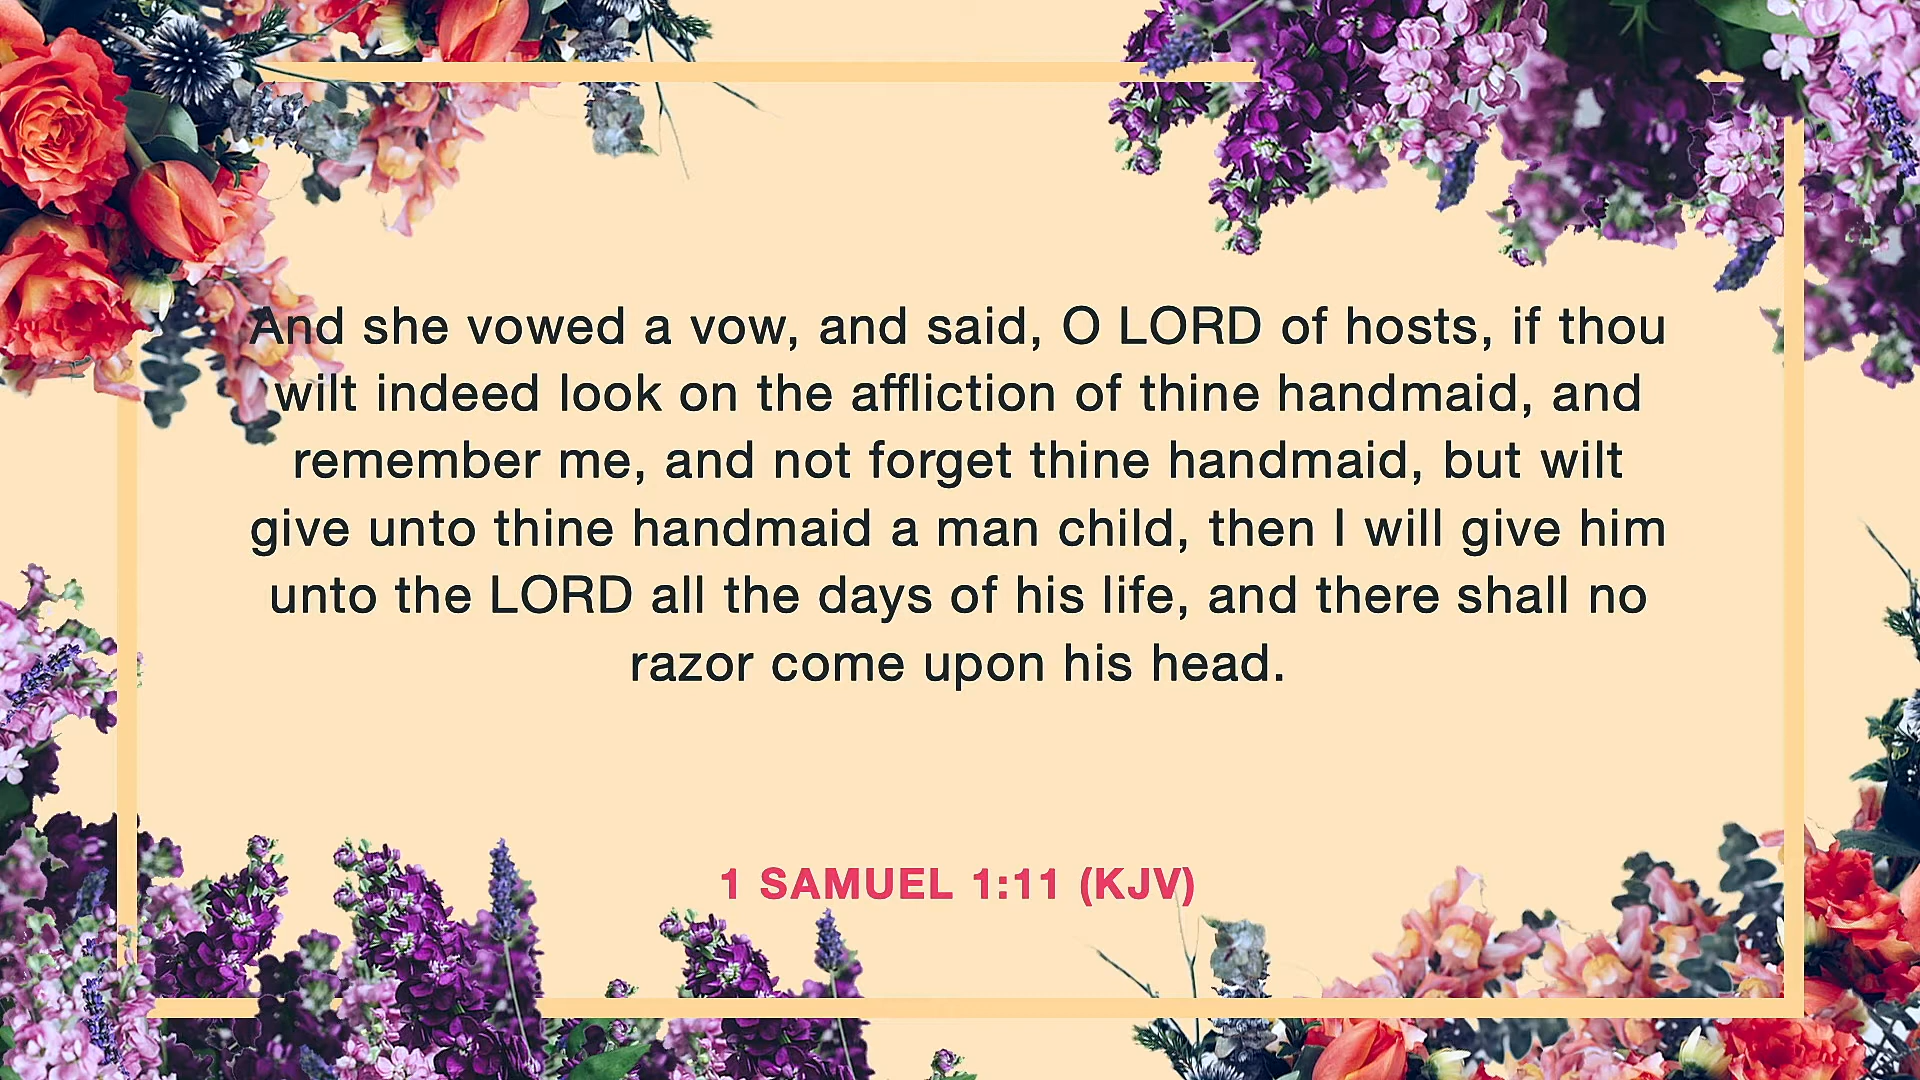 And she vowed a vow, and said, O LORD of hosts, if thou
wilt indeed look on the affliction of thine handmaid, and
remember me, and not forget thine handmaid, but wilt
give unto thine handmaid a man child, then I will give him
unto the LORD all the days of his life, and there shall no
razor come upon his head.
1 SAMUEL 1:11 (KJV)